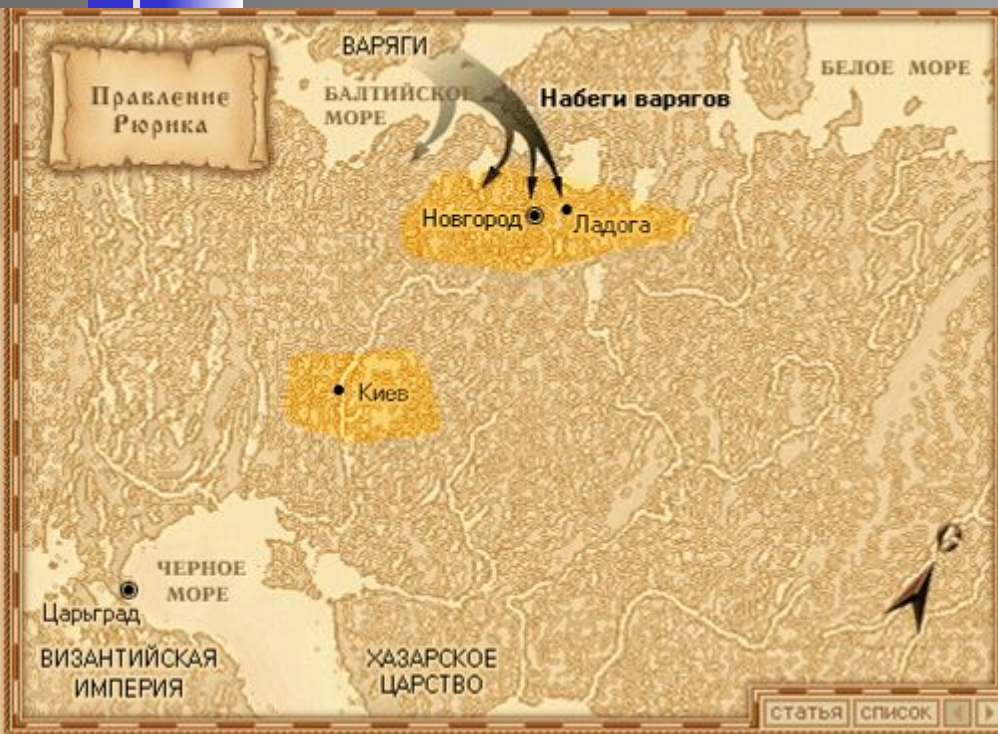 Правление
Рюрика
ВАРЯГИ
БАЛТИЙСКОЕ
МОРЕ
Набеги варягов
БЕЛОЕ МОРЕ
Новгород
Ладога
Киев
С
ЧЕРНОЕ
МОРЕ
Царьград
ВИЗАНТИЙСКАЯ
ИМПЕРИЯ
ХАЗАРСКОЕ
ЦАРСТВО
статья список